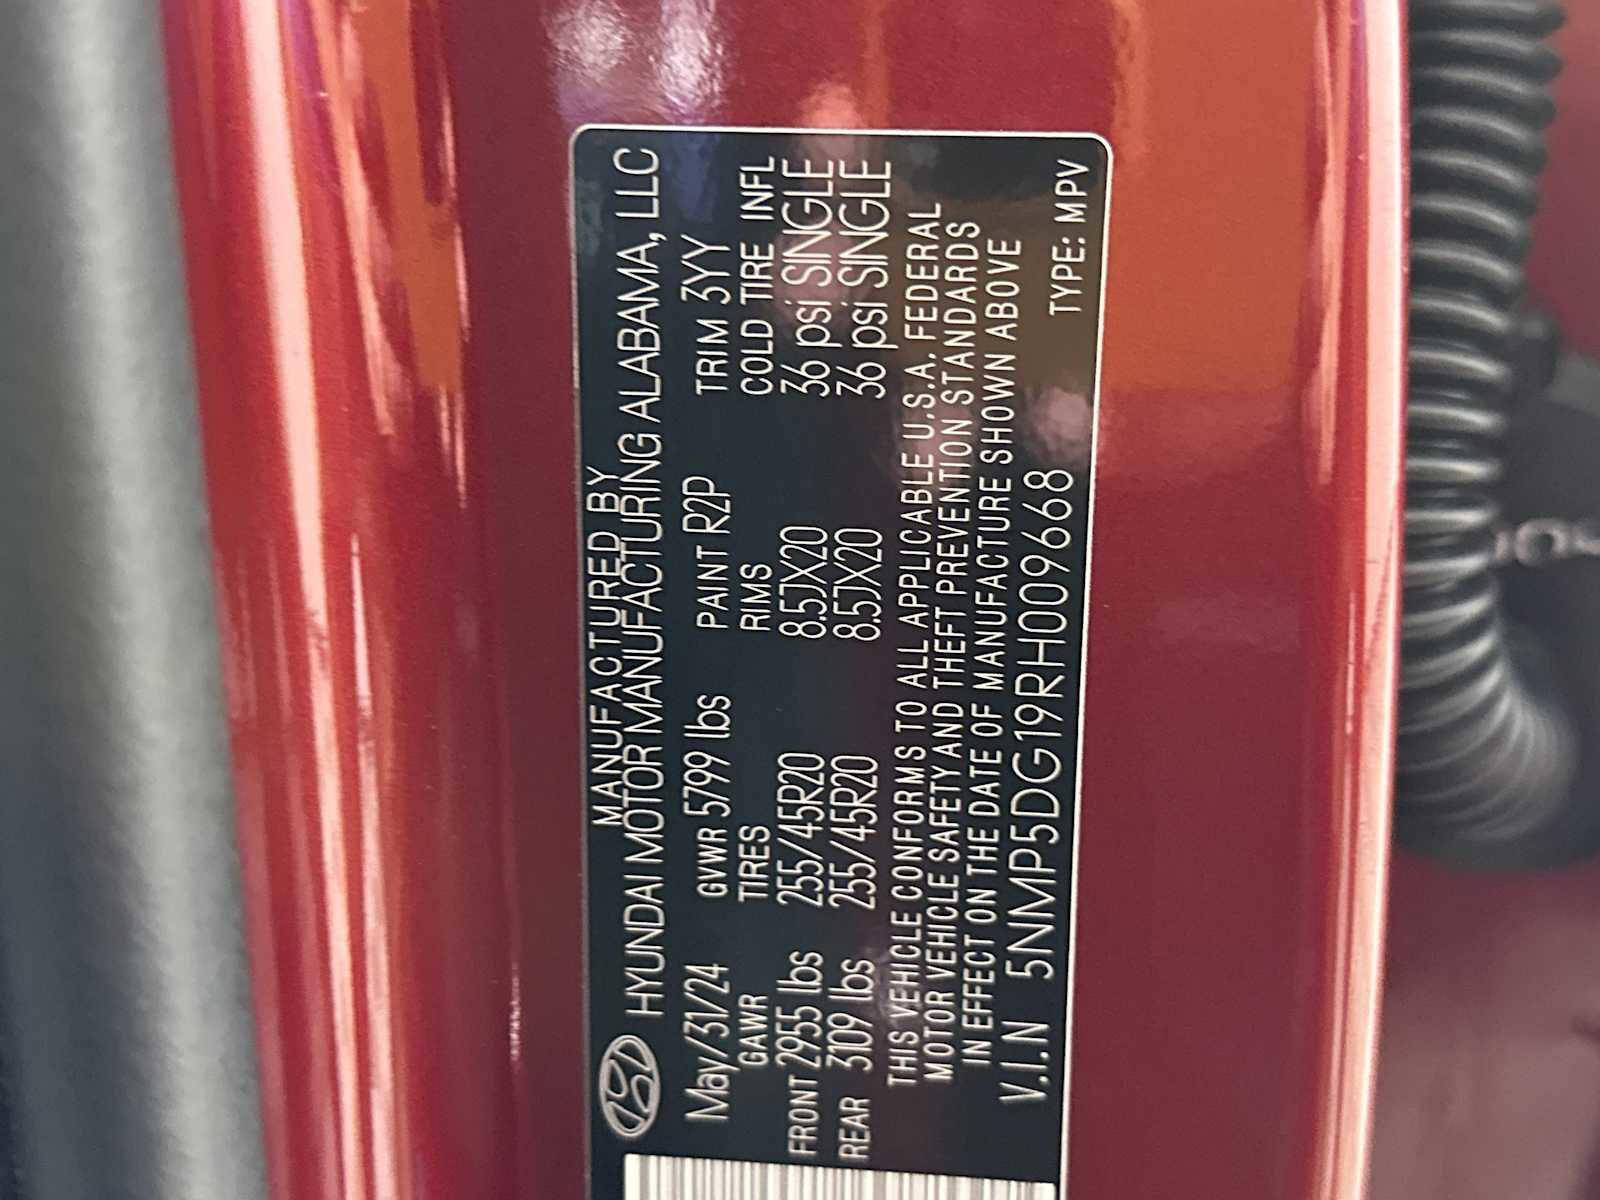 MANUFACTURED BY
HYUNDAI MOTOR MANUFACTURING ALABAMA, LLC
May/31/24 GVWR 5799 lbs PAINT R2P TRIM 3YY
GAWR TIRES RIMS COLD TIRE INFL
FRONT 2955 lbs 255/45R20 8.5JX20 36 psi SINGLE
REAR 3109 lbs 255/45R20 8.5JX20 36 psi SINGLE
THIS VEHICLE CONFORMS TO ALL APPLICABLE U.S.A. FEDERAL
MOTOR VEHICLE SAFETY AND THEFT PREVENTION STANDARDS
IN EFFECT ON THE DATE OF MANUFACTURE SHOWN ABOVE
V.I.N 5NMP5DG19RH009668 TYPE: MPV